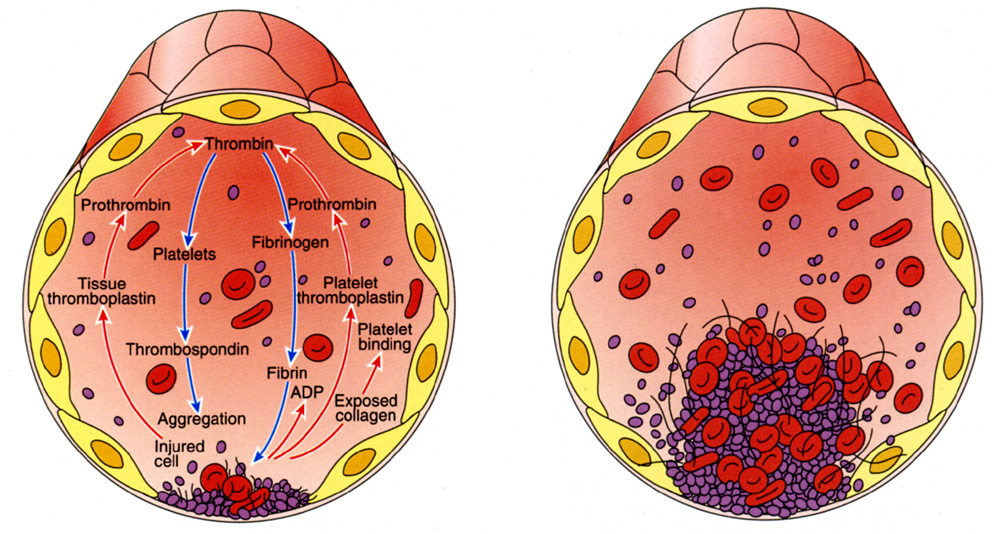 Thrombin
Prothrombin
Prothrombin
Fibrinogen
Platelets
Tissue
thromboplastin
Platelet
thromboplastin
Platelet
binding
Thrombospondin
Fibrin
ADP
Exposed
collagen
Aggregation
Injured
cell